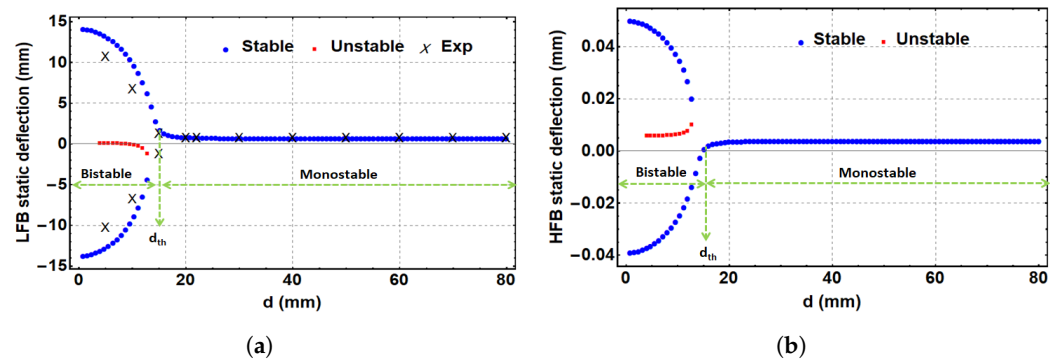 LFB static deflection (mm)
15
10
5
0
−5
−10
−15
Stable
Unstable
x Exp
Bistable
Monostable
dth
0
20
40
60
80
d (mm)
(a)
HFB static deflection (mm)
0.04
0.02
0.00
−0.02
−0.04
Stable
Unstable
Bistable
Monostable
dth
0
20
40
60
80
d (mm)
(b)